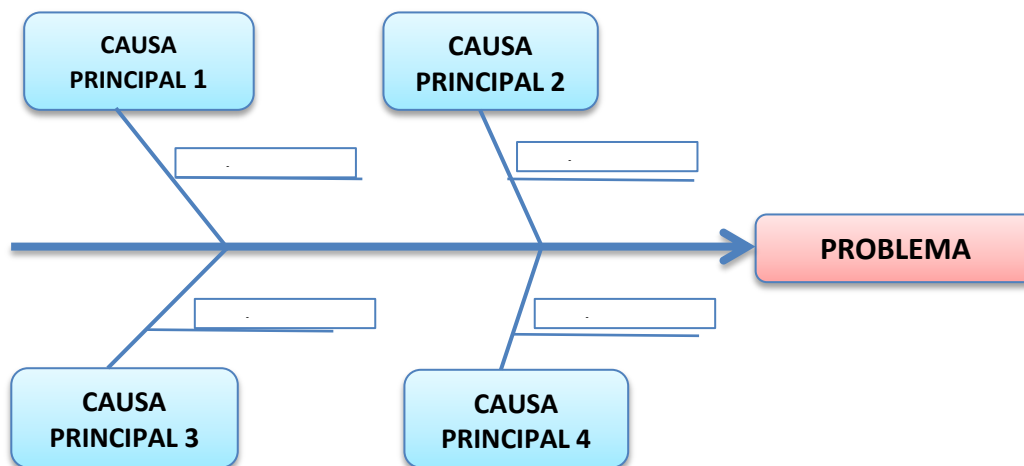 CAUSA
PRINCIPAL 1
CAUSA
PRINCIPAL 2
-
-
PROBLEMA
-
-
CAUSA
PRINCIPAL 3
CAUSA
PRINCIPAL 4